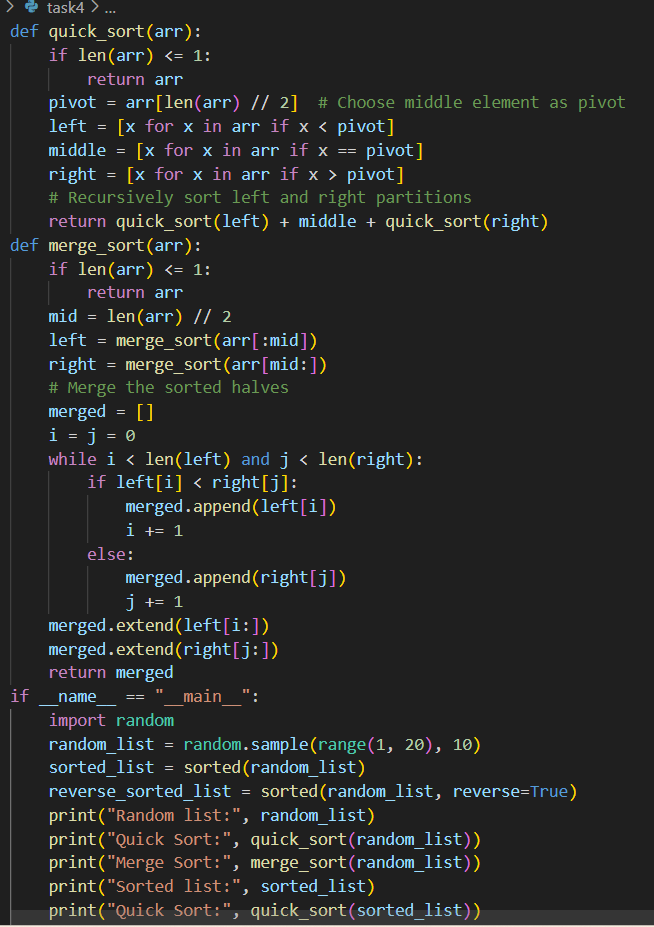 > task4 > ...
def quick_sort(arr):
    if len(arr) <= 1:
        return arr
    pivot = arr[len(arr) // 2]  # Choose middle element as pivot
    left = [x for x in arr if x < pivot]
    middle = [x for x in arr if x == pivot]
    right = [x for x in arr if x > pivot]
    # Recursively sort left and right partitions
    return quick_sort(left) + middle + quick_sort(right)
def merge_sort(arr):
    if len(arr) <= 1:
        return arr
    mid = len(arr) // 2
    left = merge_sort(arr[:mid])
    right = merge_sort(arr[mid:])
    # Merge the sorted halves
    merged = []
    i = j = 0
    while i < len(left) and j < len(right):
        if left[i] < right[j]:
            merged.append(left[i])
            i += 1
        else:
            merged.append(right[j])
            j += 1
    merged.extend(left[i:])
    merged.extend(right[j:])
    return merged
if __name__ == "__main__":
    import random
    random_list = random.sample(range(1, 20), 10)
    sorted_list = sorted(random_list)
    reverse_sorted_list = sorted(random_list, reverse=True)
    print("Random list:", random_list)
    print("Quick Sort:", quick_sort(random_list))
    print("Merge Sort:", merge_sort(random_list))
    print("Sorted list:", sorted_list)
    print("Quick Sort:", quick_sort(sorted_list))